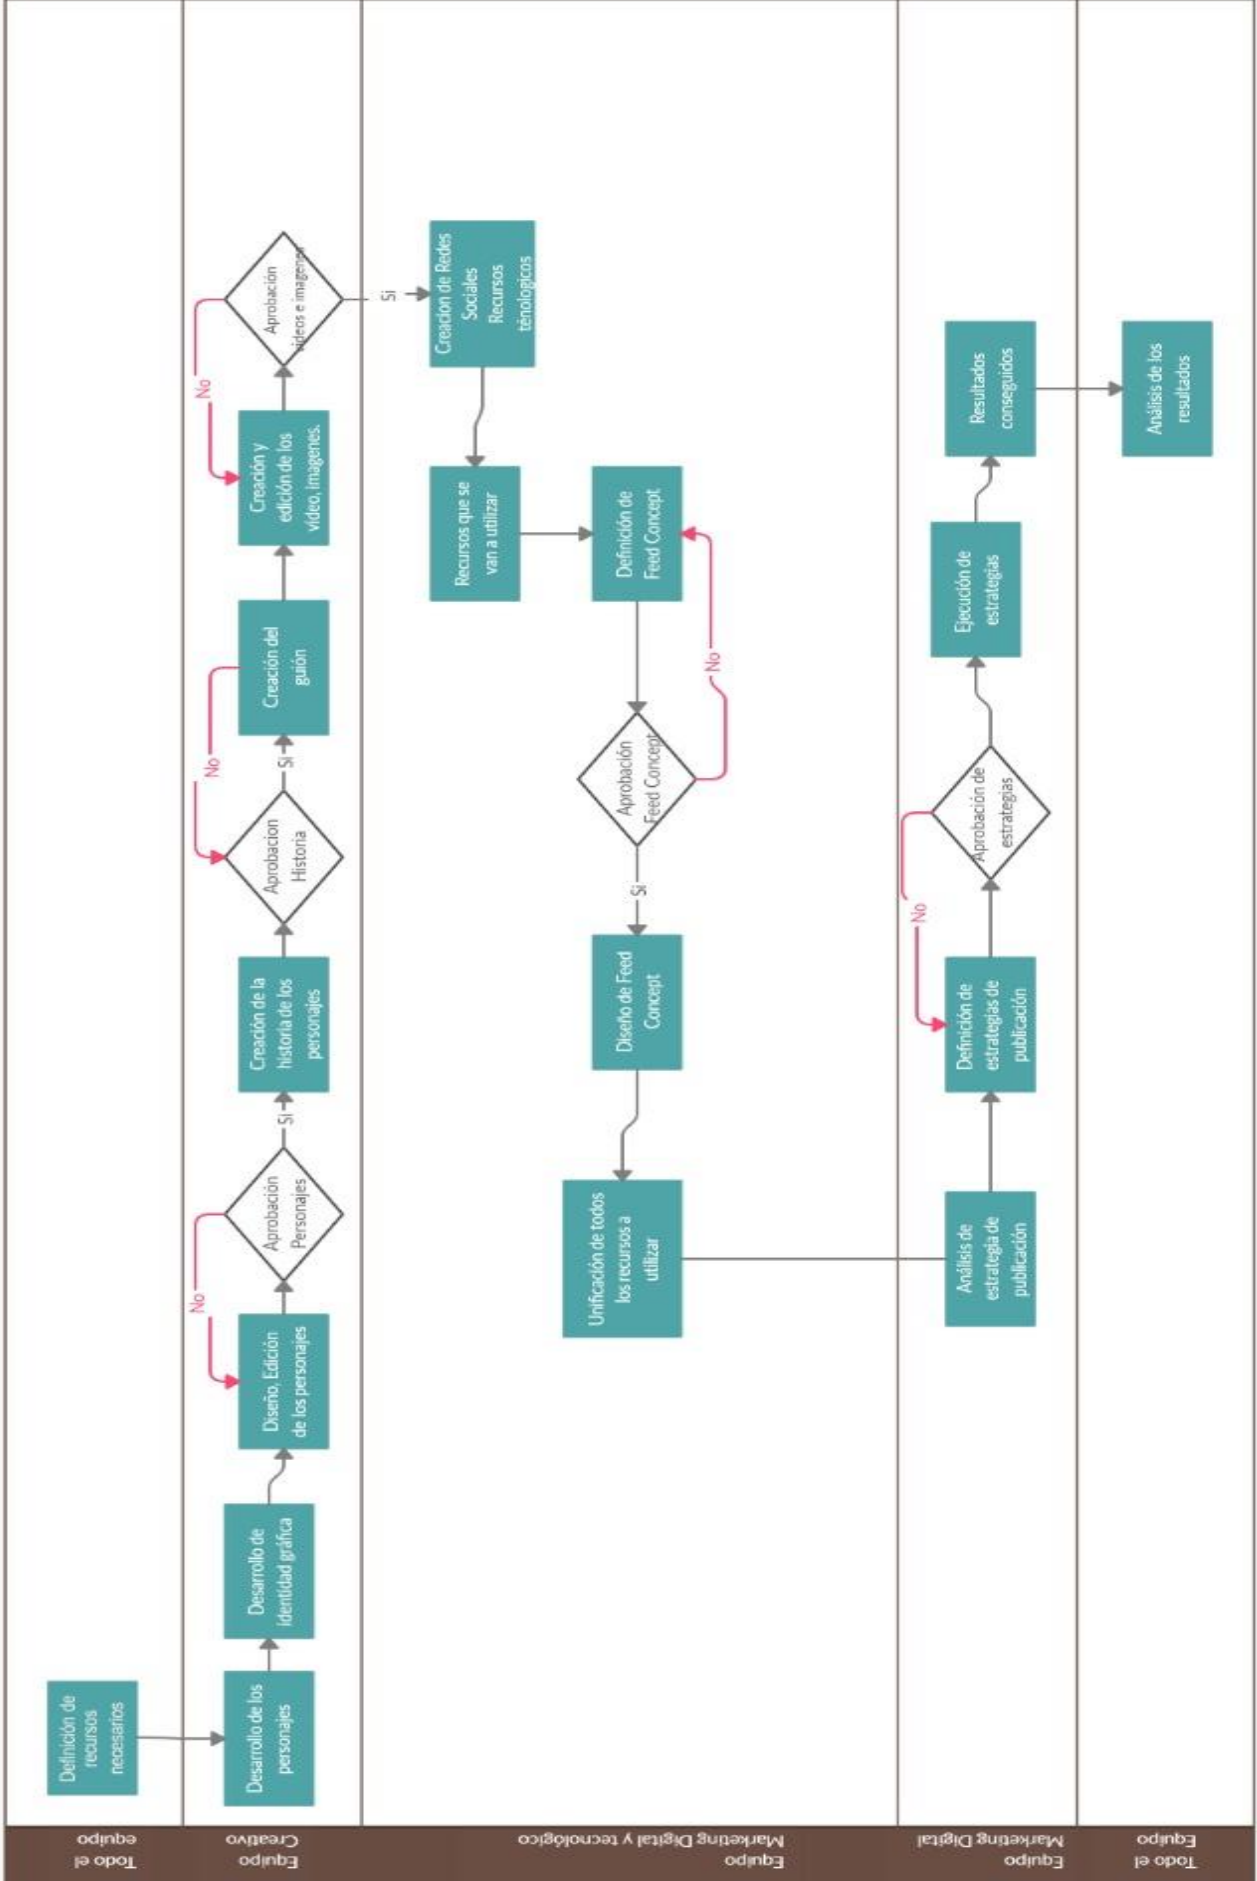 Todo el
equipo
Definición de
recursos
necesarios
Equipo
Creativo
Desarrollo de los
personajes
Desarrollo de
identidad gráfica
Diseño, Edición
de los personajes
No
Aprobación
Personajes
Si
Creación de la
historia de los
personajes
Aprobacion
Historia
No
Si
Creación del
guión
Creación y
edición de los
vídeo, imagenes.
No
Aprobación
videos e imagenes
Si
Equipo
Marketing Digital y tecnológico
Creacion de Redes
Sociales
Recursos
ténologicos
Recursos que se
van a utilizar
Definición de
Feed Concept
No
Aprobación
Feed Concept
Si
Diseño de Feed
Concept
Unificación de todos
los recursos a
utilizar
Equipo
Marketing Digital
Análisis de
estrategia de
publicación
Definición de
estrategias de
publicación
No
Aprobación de
estrategias
Ejecución de
estrategias
Resultados
conseguidos
Todo el
Equipo
Análisis de los
resultados